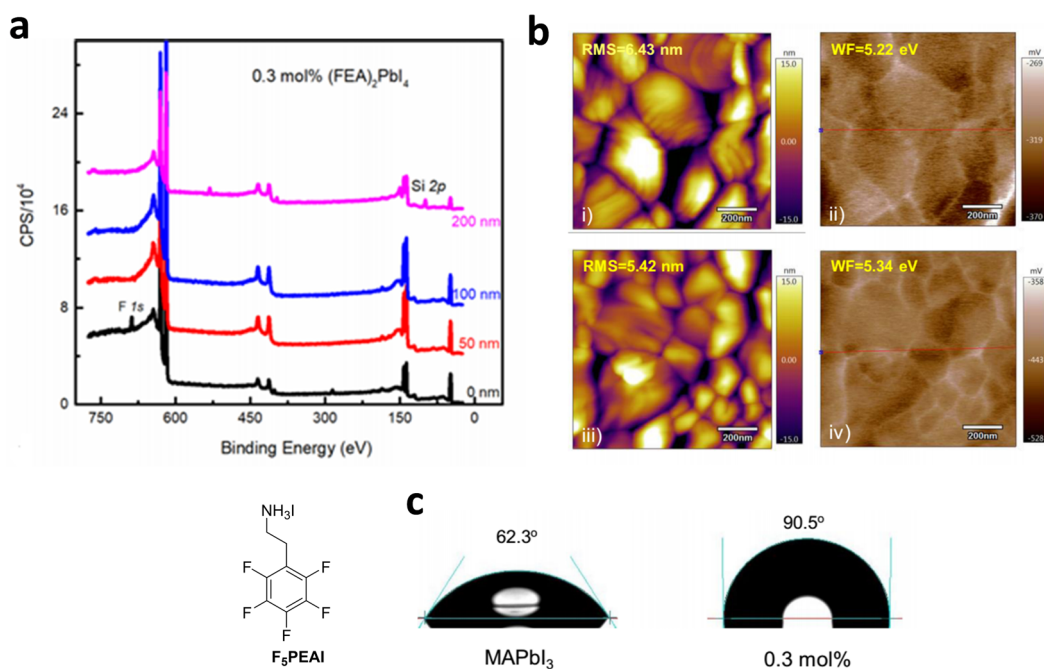 a
0.3 mol% (FEA)₂PbI₄
CPS/10⁴
24
16
8
0
Si 2p
200 nm
100 nm
F 1s
50 nm
0 nm
750 600 450 300 150 0
Binding Energy (eV)
b
RMS=6.43 nm
i)
200nm
nm
15.0
0.00
-15.0
WF=5.22 eV
ii)
200nm
mV
-269
-319
-370
RMS=5.42 nm
iii)
200nm
nm
15.0
0.00
-15.0
WF=5.34 eV
iv)
200nm
mV
-358
-443
-528
NH₃I
F F
F F
F
F₅PEAI
c
62.3º
MAPbI₃
90.5º
0.3 mol%